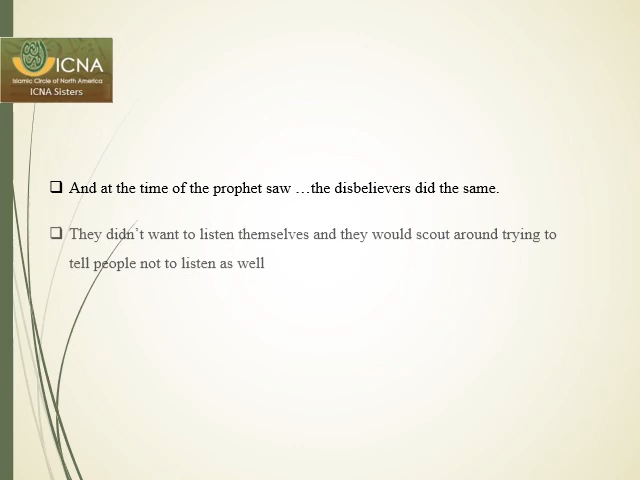 ICNA
Islamic Circle of North America
ICNA Sisters
❑ And at the time of the prophet saw …the disbelievers did the same.
❑ They didn’t want to listen themselves and they would scout around trying to
tell people not to listen as well